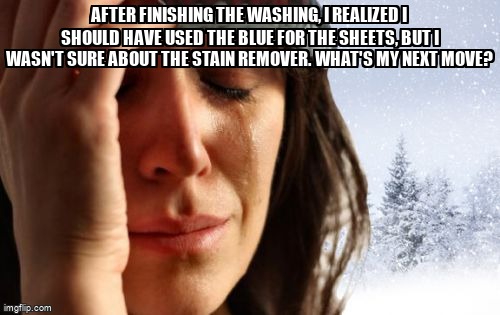 AFTER FINISHING THE WASHING, I REALIZED I
SHOULD HAVE USED THE BLUE FOR THE SHEETS, BUT I
WASN'T SURE ABOUT THE STAIN REMOVER. WHAT'S MY NEXT MOVE?
imgflip.com